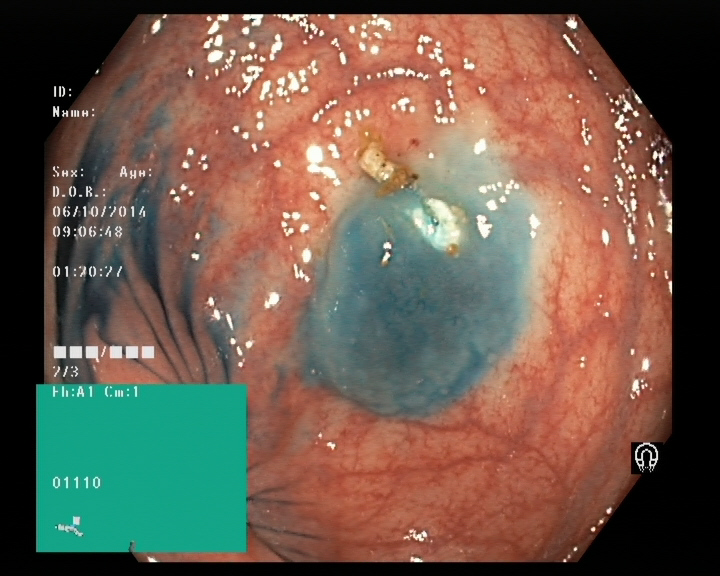 ID:
Name:
Sex: Age:
D.O.B.:
06/10/2014
09:06:48
01:20:27
■■■/■■■
2/3
Eh:A1 Cm:1
01110